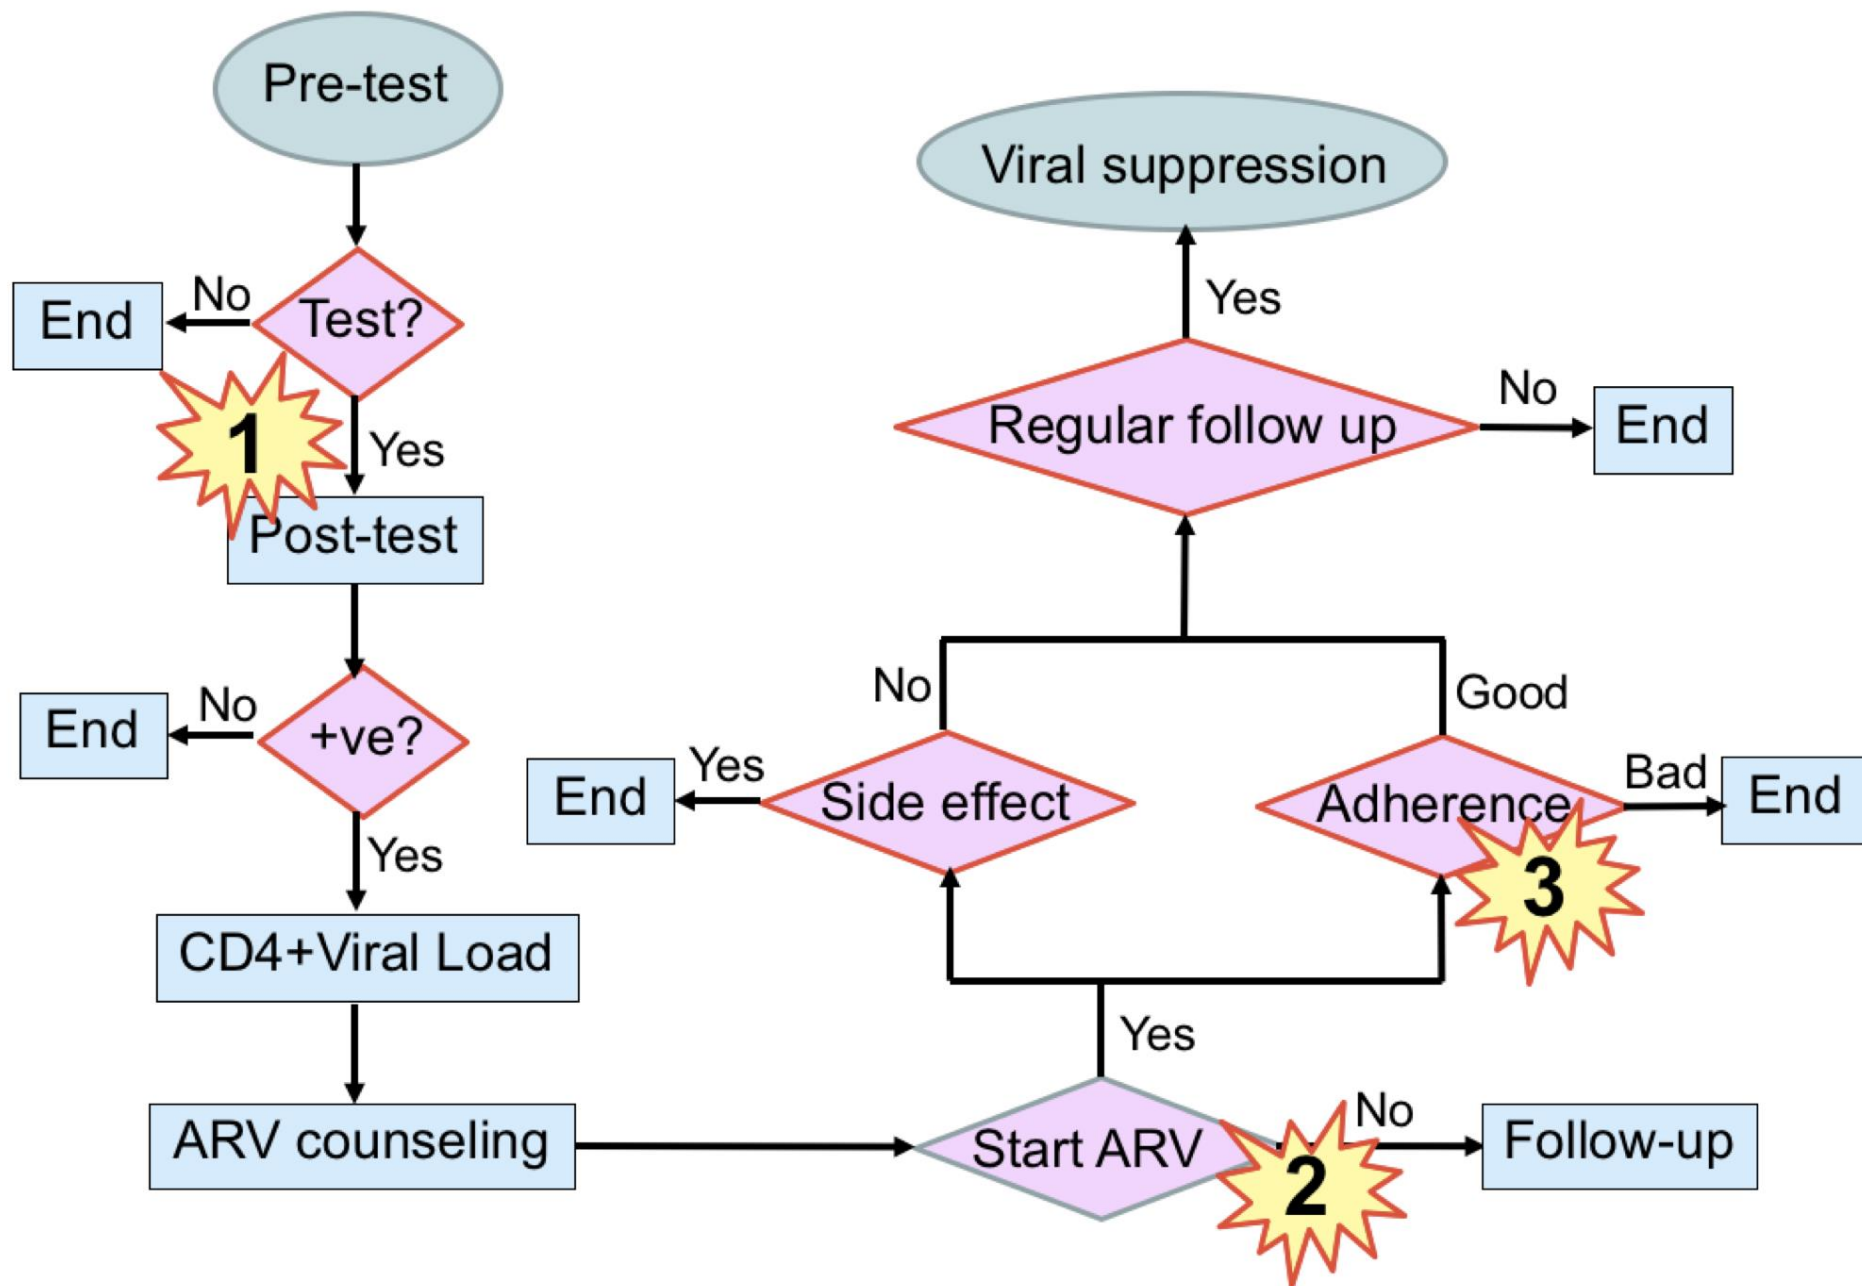 Pre-test
Test?
No
End
1
Yes
Post-test
+ve?
No
End
Yes
CD4+Viral Load
ARV counseling
Start ARV
2
No
Follow-up
Yes
Side effect
Yes
End
No
Adherence
3
Bad
End
Good
Regular follow up
No
End
Yes
Viral suppression